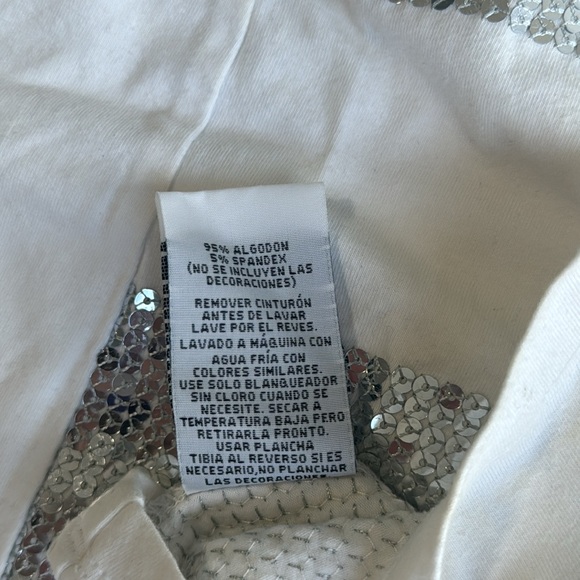 95% ALGODON
5% SPANDEX
(NO SE INCLUYEN LAS
DECORACIONES)
REMOVER CINTURÓN
ANTES DE LAVAR
LAVE POR EL REVES.
LAVADO A MÁQUINA CON
AGUA FRÍA CON
COLORES SIMILARES.
USE SOLO BLANQUEADOR
SIN CLORO CUANDO SE
NECESITE. SECAR A
TEMPERATURA BAJA PERO
RETIRARLA PRONTO.
USAR PLANCHA
TIBIA AL REVERSO SI ES
NECESARIO,NO PLANCHAR
LAS DECORACIONES